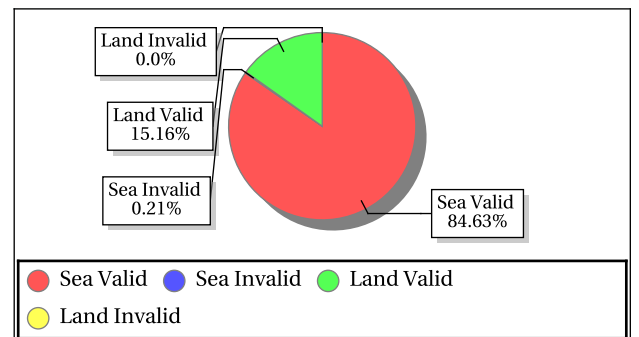 Land Invalid
0.0%
Land Valid
15.16%
Sea Invalid
0.21%
Sea Valid
84.63%
Sea Valid Sea Invalid Land Valid
Land Invalid